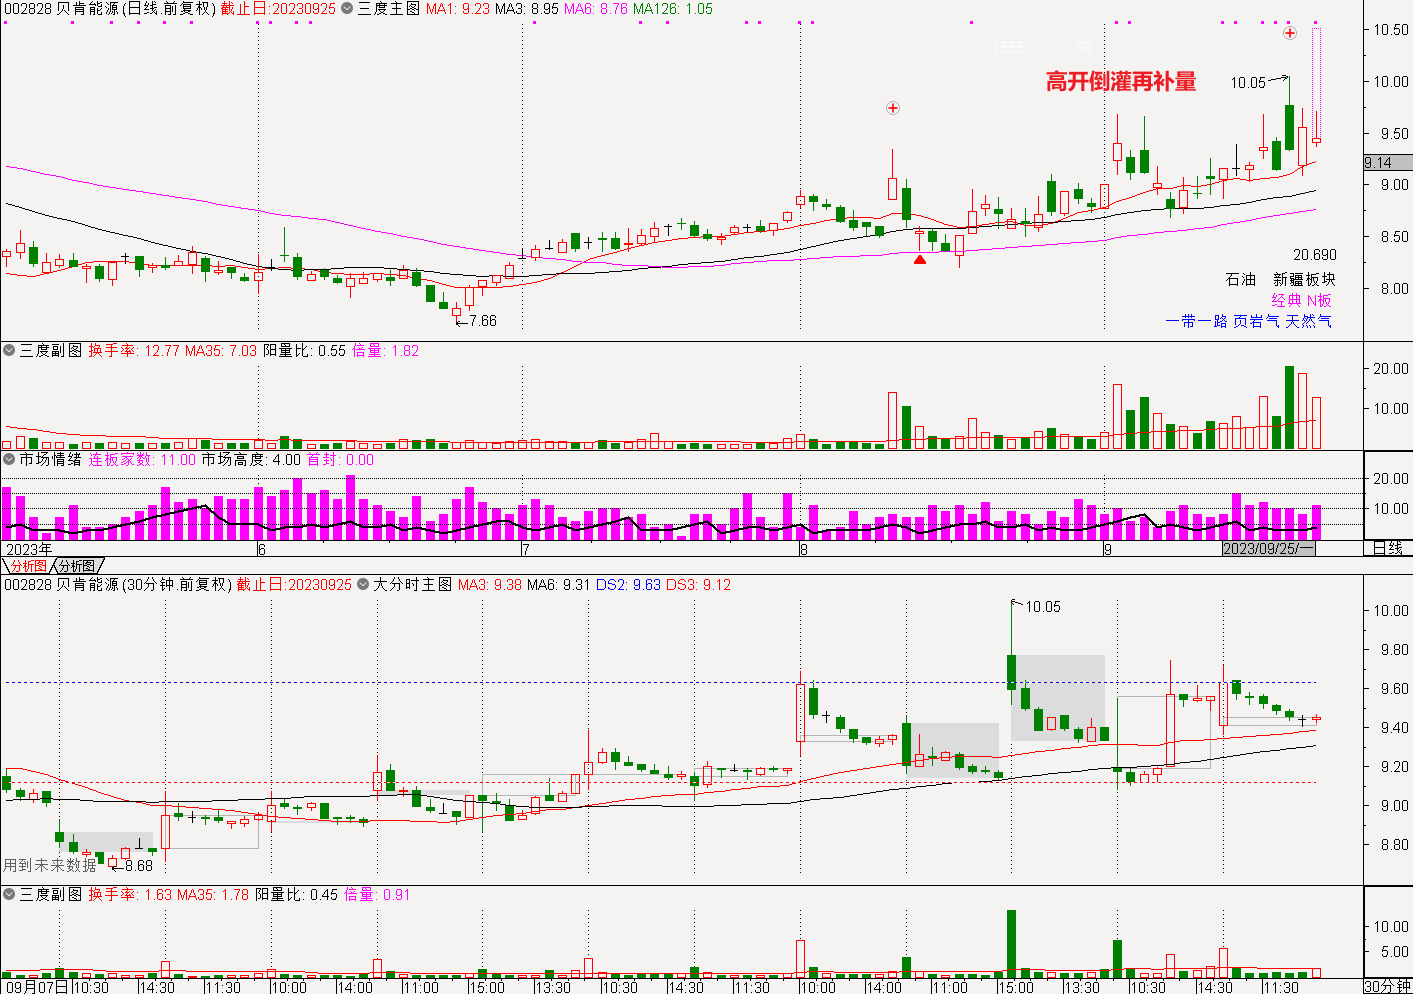 002828 贝肯能源(日线.前复权) 截止日:20230925 三度主图 MA1: 9.23 MA3: 8.95 MA6: 8.76 MA126: 1.05
10.50
1555 50
高开倒灌再补量
10.05
10.00
9.50
9.14
9.00
8.50
20.690
石油 新疆板块
8.00
经典 N板
7.66
一带一路 页岩气 天然气
三度副图 换手率: 12.77 MA35: 7.03 阳量比: 0.55 倍量: 1.82
20.00
10.00
市场情绪 连板家数: 11.00 市场高度: 4.00 首封: 0.00
20.00
10.00
2023年 6 7 8 9 2023/09/25/一 日线
分析图 分析图
002828 贝肯能源(30分钟.前复权) 截止日:20230925 大分时主图 MA3: 9.38 MA6: 9.31 DS2: 9.63 DS3: 9.12
10.05
10.00
9.80
9.60
9.40
9.20
9.00
8.80
用到未来数据 8.68
三度副图 换手率: 1.63 MA35: 1.78 阳量比: 0.45 倍量: 0.91
10.00
5.00
09月07日 10:30 14:30 11:30 10:00 14:00 11:00 15:00 13:30 10:30 14:30 11:30 10:00 14:00 11:00 15:00 13:30 10:30 14:30 11:30 30分钟